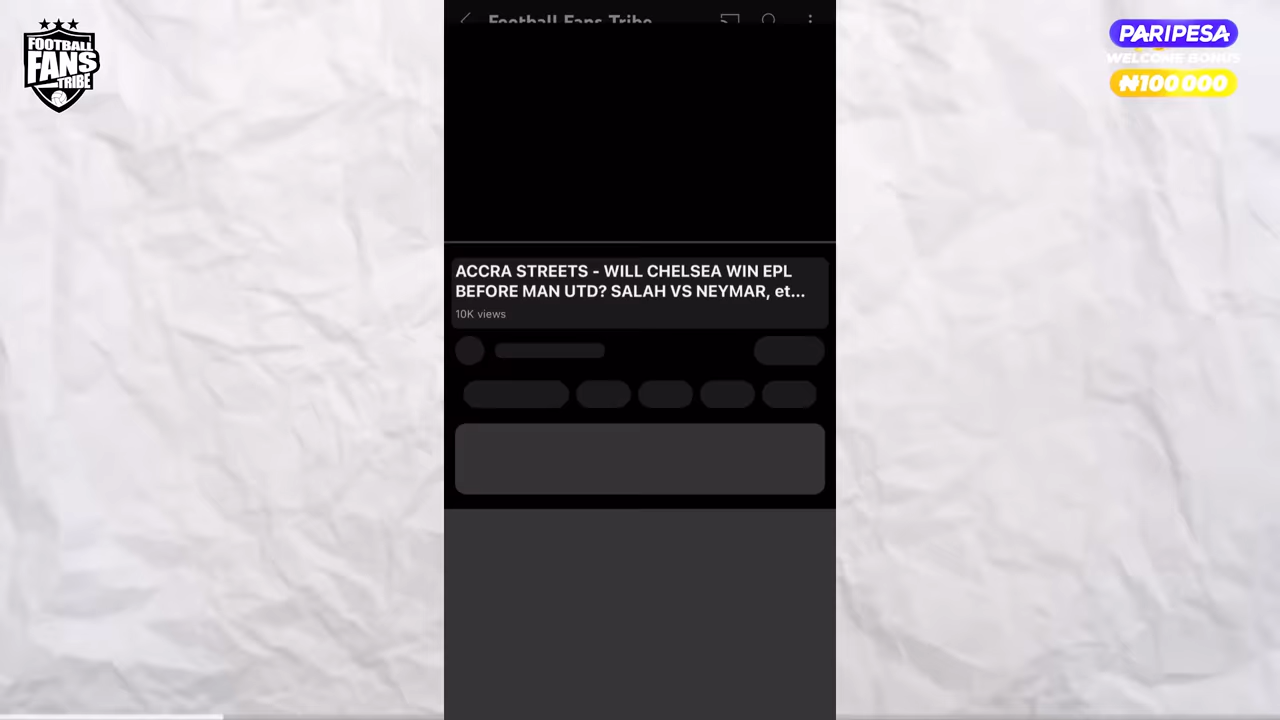 FOOTBALL
FANS
TRIBE
Football Fans Tribe
PARIPESA
WELCOME BONUS
₦100 000
ACCRA STREETS - WILL CHELSEA WIN EPL
BEFORE MAN UTD? SALAH VS NEYMAR, et...
10K views